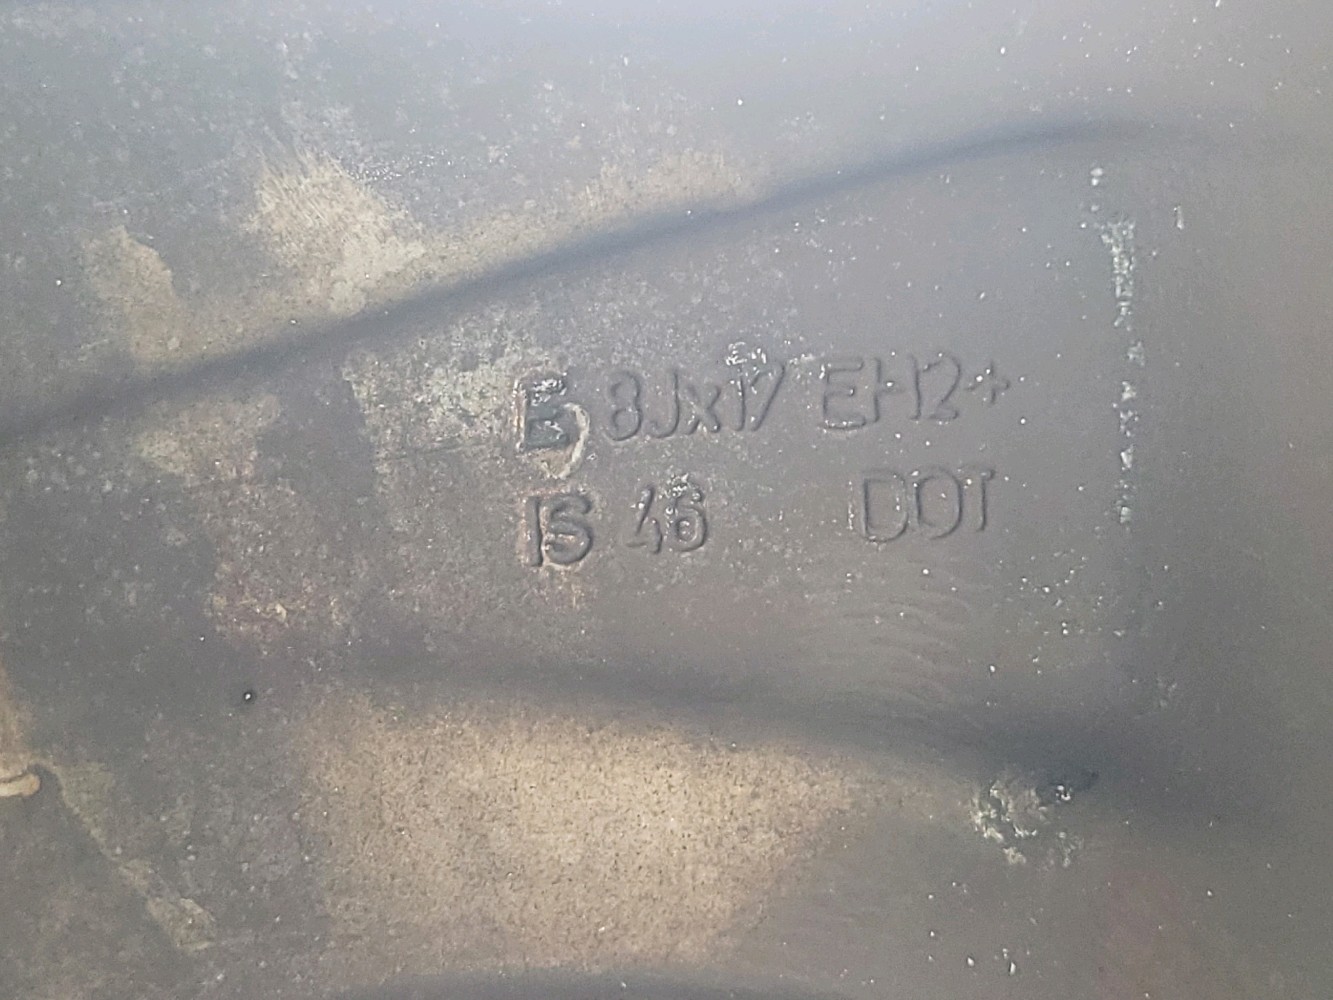 8Jx17 EH2+
IS 46 DOT